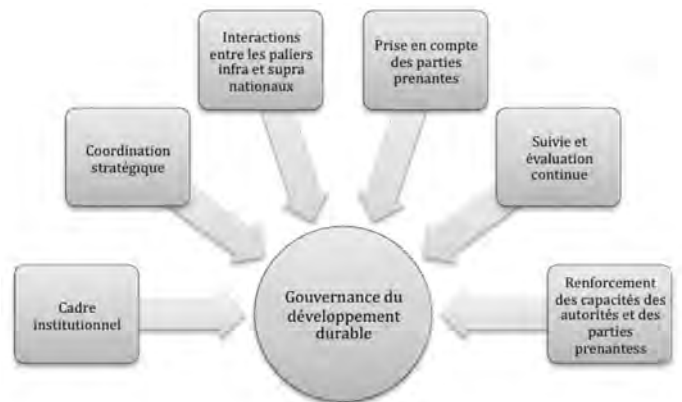 Interactions
entre les paliers
infra et supra
nationaux
Prise en compte
des parties
prenantes
Coordination
stratégique
Suivie et
évaluation
continue
Cadre
institutionnel
Gouvernance du
développement
durable
Renforcement
des capacités des
autorités et des
parties
prenantess